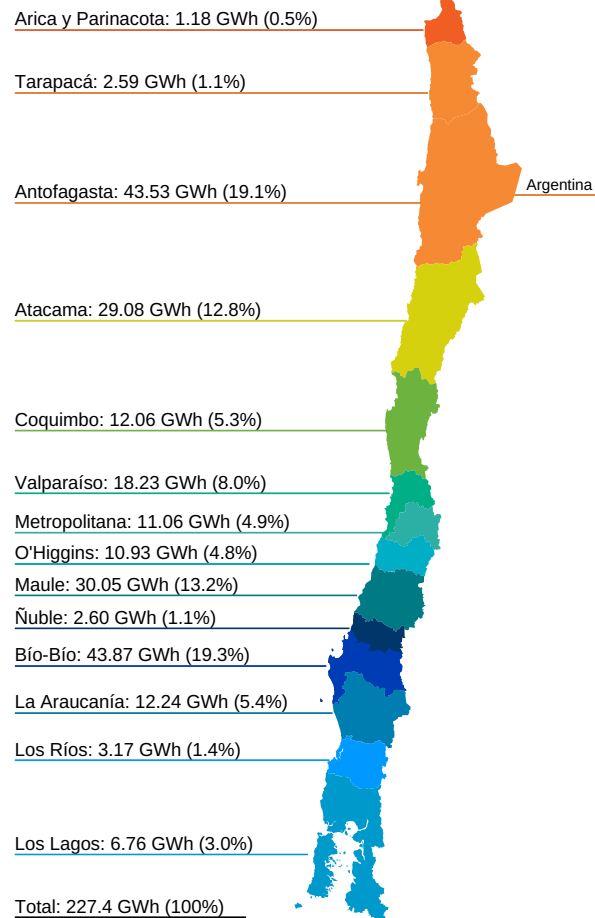 Arica y Parinacota: 1.18 GWh (0.5%)
Tarapacá: 2.59 GWh (1.1%)
Antofagasta: 43.53 GWh (19.1%)
Argentina
Atacama: 29.08 GWh (12.8%)
Coquimbo: 12.06 GWh (5.3%)
Valparaíso: 18.23 GWh (8.0%)
Metropolitana: 11.06 GWh (4.9%)
O'Higgins: 10.93 GWh (4.8%)
Maule: 30.05 GWh (13.2%)
Ñuble: 2.60 GWh (1.1%)
Bío-Bío: 43.87 GWh (19.3%)
La Araucanía: 12.24 GWh (5.4%)
Los Ríos: 3.17 GWh (1.4%)
Los Lagos: 6.76 GWh (3.0%)
Total: 227.4 GWh (100%)